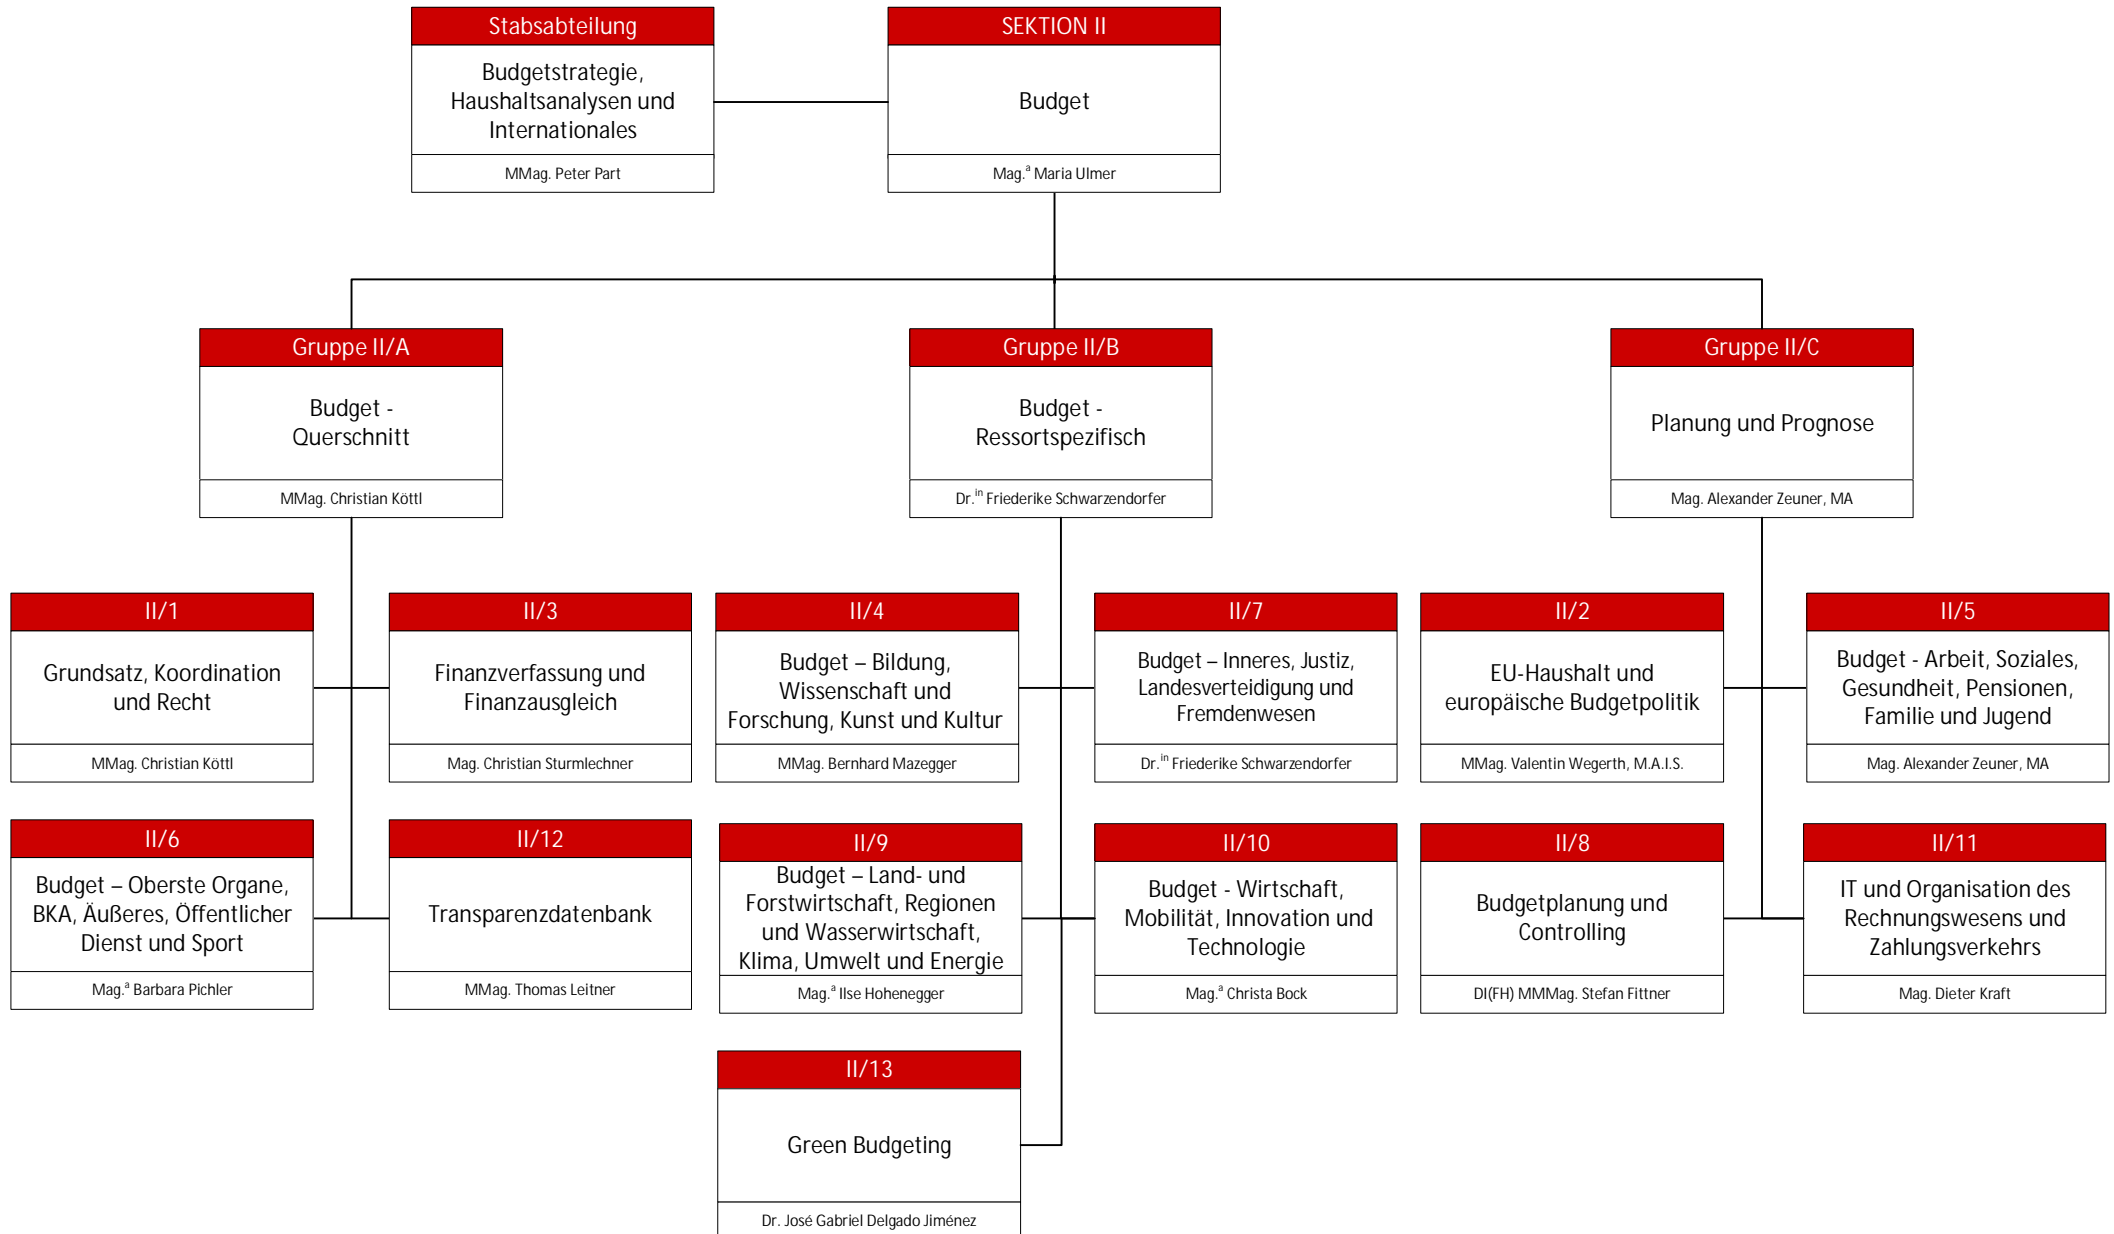 Stabsabteilung
Budgetstrategie,
Haushaltsanalysen und
Internationales
MMag. Peter Part
SEKTION II
Budget
Mag.ª Maria Ulmer
Gruppe II/A
Budget -
Querschnitt
MMag. Christian Köttl
Gruppe II/B
Budget -
Ressortspezifisch
Dr.ⁱⁿ Friederike Schwarzendorfer
Gruppe II/C
Planung und Prognose
Mag. Alexander Zeuner, MA
II/1
Grundsatz, Koordination
und Recht
MMag. Christian Köttl
II/3
Finanzverfassung und
Finanzausgleich
Mag. Christian Sturmlechner
II/4
Budget – Bildung,
Wissenschaft und
Forschung, Kunst und Kultur
MMag. Bernhard Mazegger
II/7
Budget – Inneres, Justiz,
Landesverteidigung und
Fremdenwesen
Dr.ⁱⁿ Friederike Schwarzendorfer
II/2
EU-Haushalt und
europäische Budgetpolitik
MMag. Valentin Wegerth, M.A.I.S.
II/5
Budget - Arbeit, Soziales,
Gesundheit, Pensionen,
Familie und Jugend
Mag. Alexander Zeuner, MA
II/6
Budget – Oberste Organe,
BKA, Äußeres, Öffentlicher
Dienst und Sport
Mag.ª Barbara Pichler
II/12
Transparenzdatenbank
MMag. Thomas Leitner
II/9
Budget – Land- und
Forstwirtschaft, Regionen
und Wasserwirtschaft,
Klima, Umwelt und Energie
Mag.ª Ilse Hohenegger
II/10
Budget - Wirtschaft,
Mobilität, Innovation und
Technologie
Mag.ª Christa Bock
II/8
Budgetplanung und
Controlling
DI(FH) MMMag. Stefan Fittner
II/11
IT und Organisation des
Rechnungswesens und
Zahlungsverkehrs
Mag. Dieter Kraft
II/13
Green Budgeting
Dr. José Gabriel Delgado Jiménez